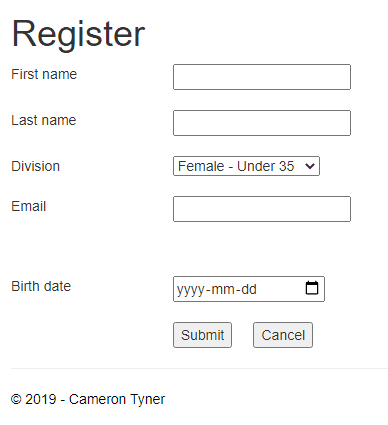 Register
First name
Last name
Division Female - Under 35
Email
Birth date yyyy-mm-dd
Submit Cancel
© 2019 - Cameron Tyner